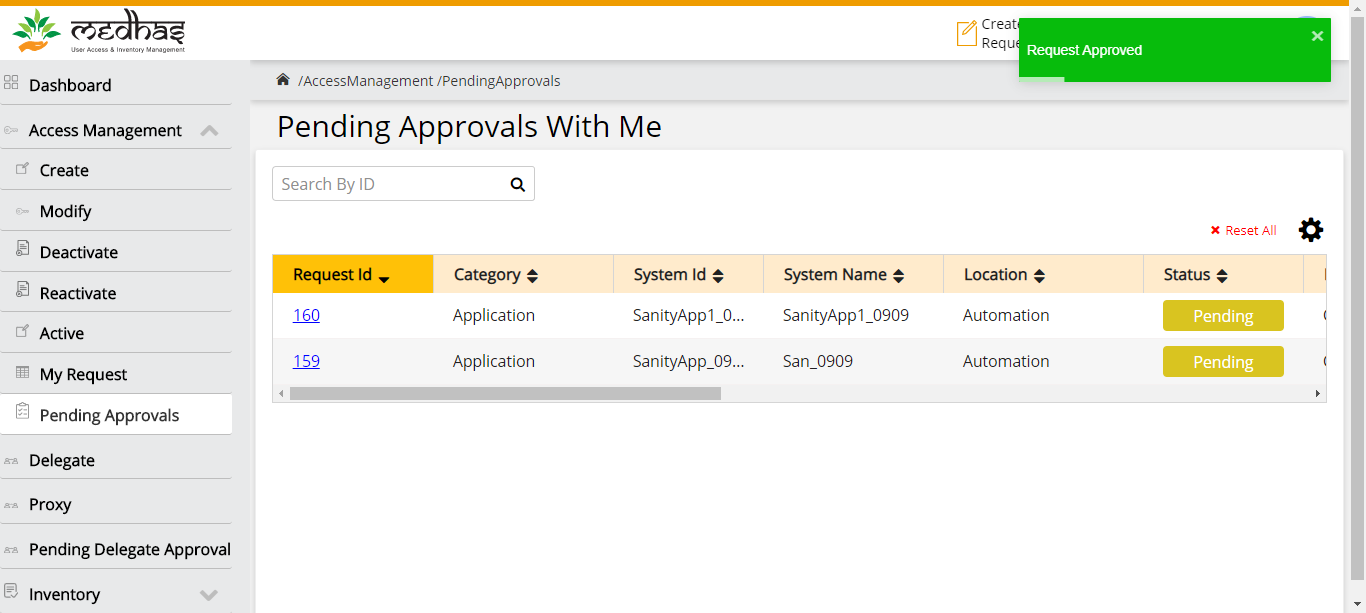 medhas
User Access & Inventory Management
Create
Reque
Request Approved
×
Dashboard
Access Management
Create
Modify
Deactivate
Reactivate
Active
My Request
Pending Approvals
Delegate
Proxy
Pending Delegate Approval
Inventory
/AccessManagement /PendingApprovals
Pending Approvals With Me
Search By ID
Reset All
Request Id Category System Id System Name Location Status
160 Application SanityApp1_0... SanityApp1_0909 Automation Pending
159 Application SanityApp_09... San_0909 Automation Pending